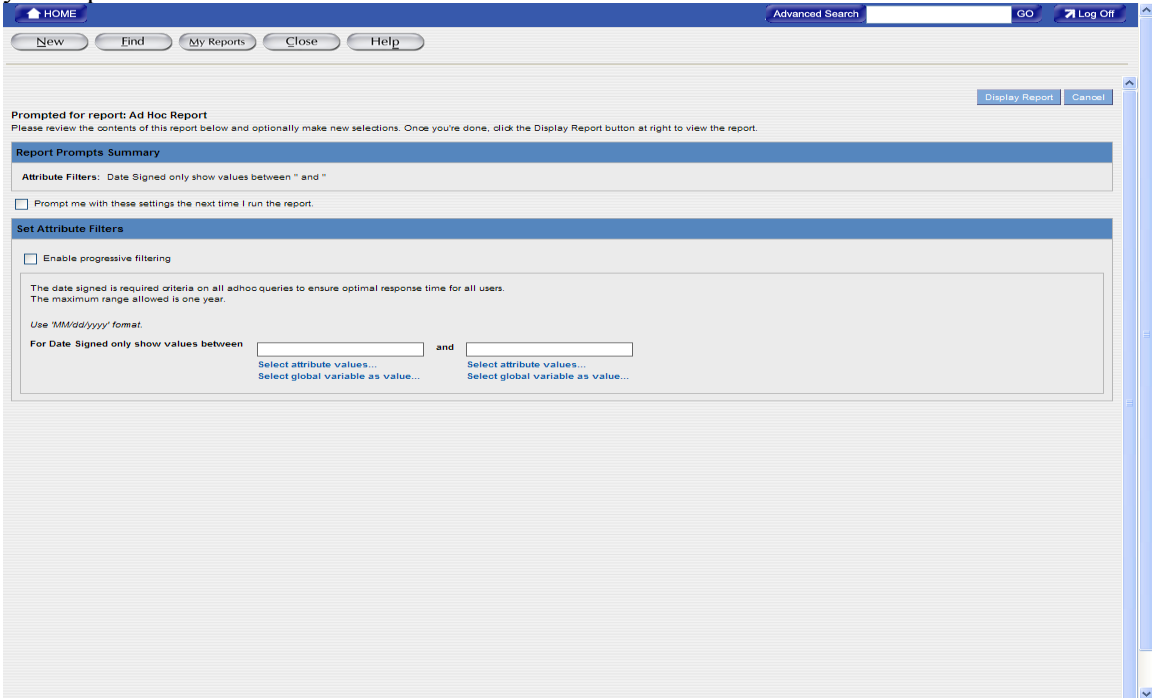 HOME
Advanced Search
GO
Log Off
New
Find
My Reports
Close
Help
Display Report
Cancel
Prompted for report: Ad Hoc Report
Please review the contents of this report below and optionally make new selections. Once you're done, click the Display Report button at right to view the report.
Report Prompts Summary
Attribute Filters: Date Signed only show values between '' and ''
Prompt me with these settings the next time I run the report.
Set Attribute Filters
Enable progressive filtering
The date signed is required criteria on all adhoc queries to ensure optimal response time for all users.
The maximum range allowed is one year.
Use 'MM/dd/yyyy' format.
For Date Signed only show values between
and
Select attribute values...
Select attribute values...
Select global variable as value...
Select global variable as value...